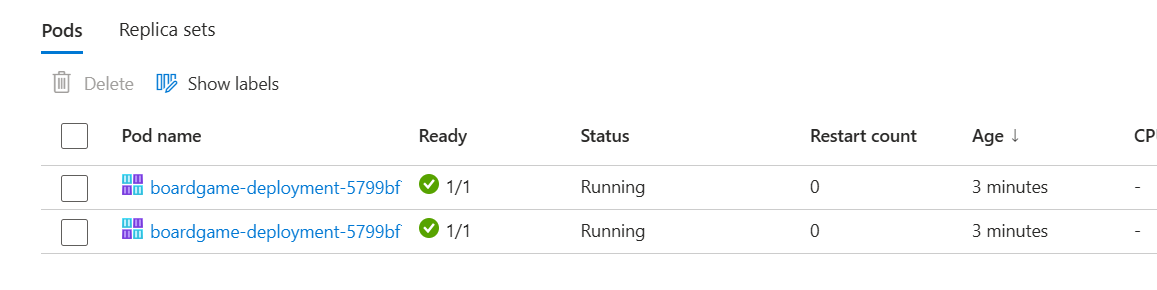 Pods Replica sets
Delete Show labels
Pod name Ready Status Restart count Age ↓ CP
boardgame-deployment-5799bf 1/1 Running 0 3 minutes -
boardgame-deployment-5799bf 1/1 Running 0 3 minutes -